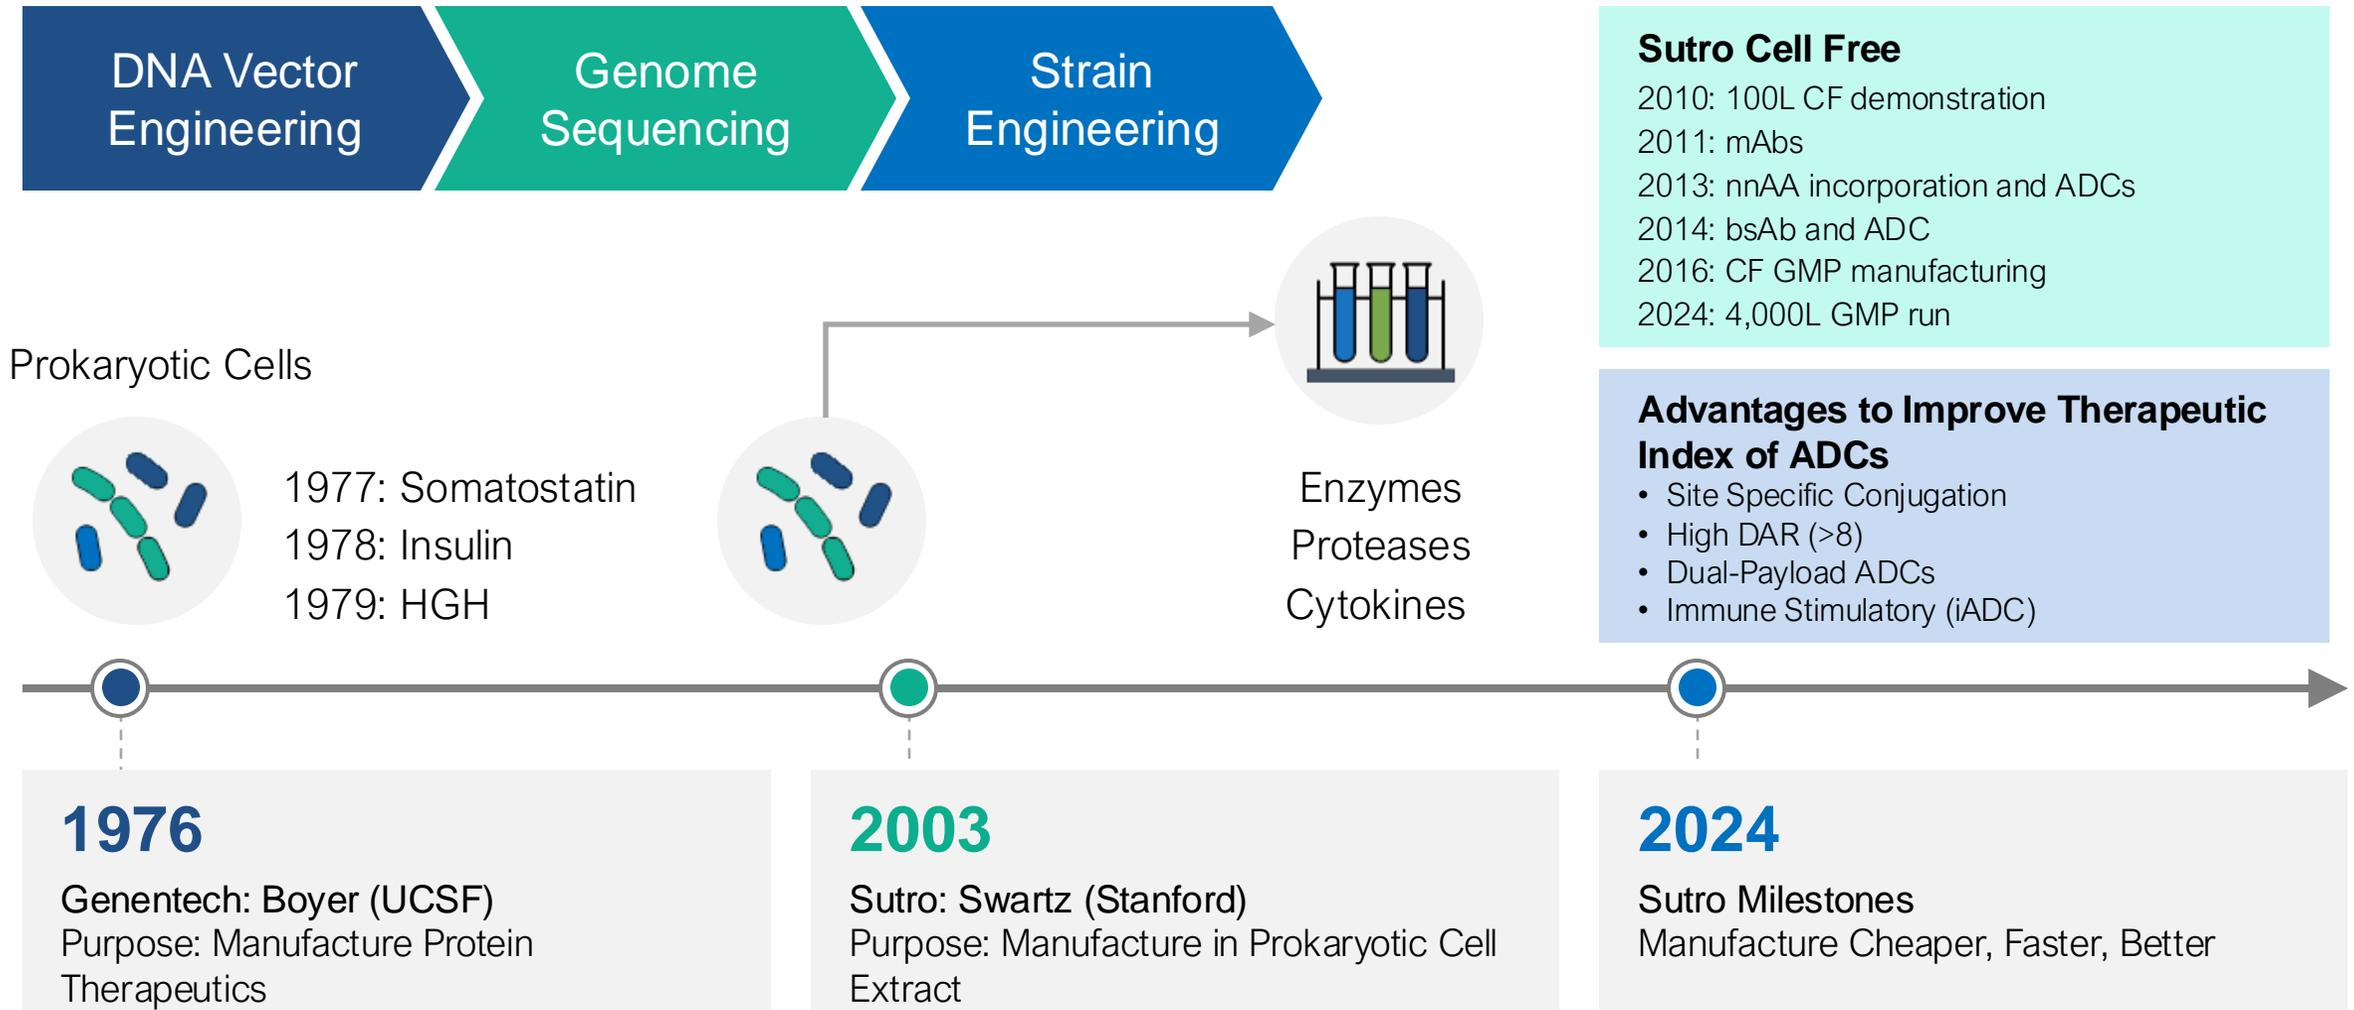 DNA Vector
Engineering
Genome
Sequencing
Strain
Engineering
Sutro Cell Free
2010: 100L CF demonstration
2011: mAbs
2013: nnAA incorporation and ADCs
2014: bsAb and ADC
2016: CF GMP manufacturing
2024: 4,000L GMP run
Prokaryotic Cells
1977: Somatostatin
1978: Insulin
1979: HGH
Enzymes
Proteases
Cytokines
Advantages to Improve Therapeutic
Index of ADCs
• Site Specific Conjugation
• High DAR (>8)
• Dual-Payload ADCs
• Immune Stimulatory (iADC)
1976
Genentech: Boyer (UCSF)
Purpose: Manufacture Protein
Therapeutics
2003
Sutro: Swartz (Stanford)
Purpose: Manufacture in Prokaryotic Cell
Extract
2024
Sutro Milestones
Manufacture Cheaper, Faster, Better